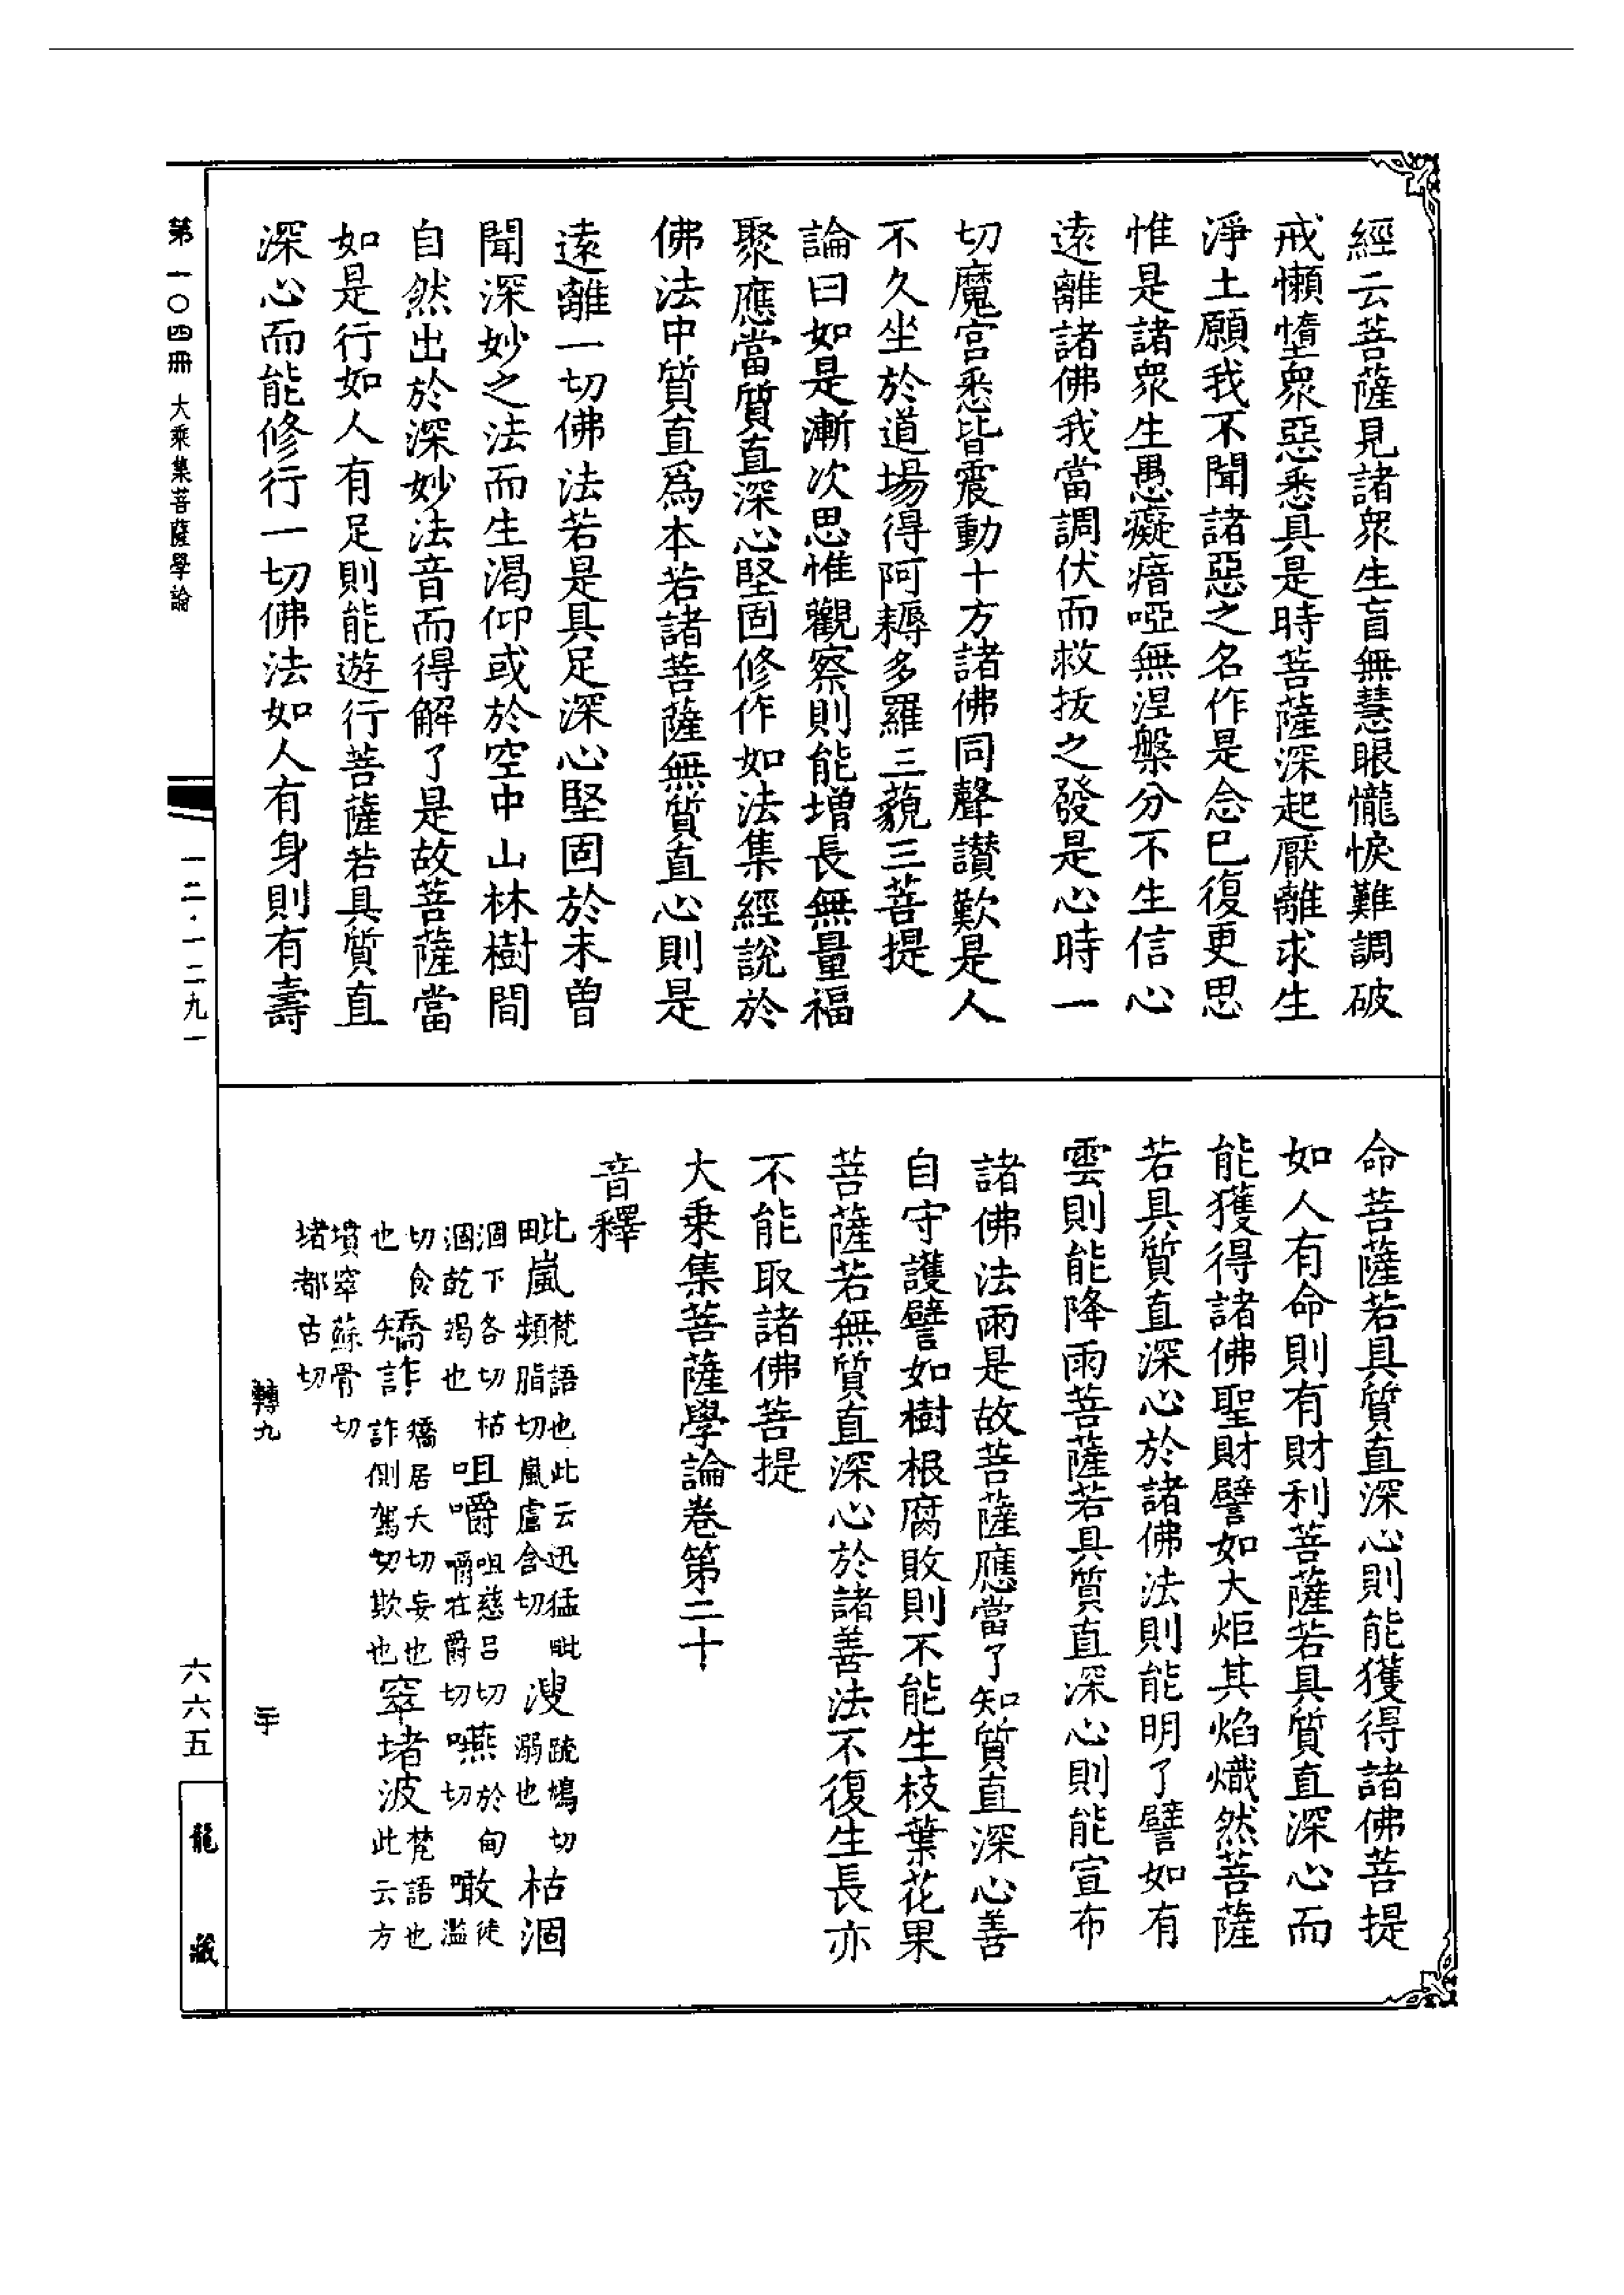 經云菩薩見諸衆生盲無慧眼儱悷難調破
戒懶惰衆惡悉具是時菩薩深起厭離求生
淨土願我不聞諸惡之名作是念巳復更思
惟是諸衆生愚癡瘖啞無涅槃分不生信心
遠離諸佛我當調伏而救拔之發是心時一
切魔宫悉皆震動十方諸佛同聲讃歎是人
不久坐於道場得阿耨多羅三藐三菩提
論曰如是漸次思惟觀察則能增長無量福
聚應當質直深心堅固修作如法集經說於
佛法中質直爲本若諸菩薩無質直心則是
遠離一切佛法若是具足深心堅固於未曾
聞深妙之法而生渴仰或於空中山林樹間
自然出於深妙法音而得解了是故菩薩當
如是行如人有足則能遊行菩薩若具質直
深心而能修行一切佛法如人有身則有壽
命菩薩若具質直深心則能獲得諸佛菩提
如人有命則有財利菩薩若具質直深心而
能獲得諸佛聖財譬如大炬其焰熾然菩薩
若具質直深心於諸佛法則能明了譬如有
雲則能降雨菩薩若具質直深心則能宣布
諸佛法雨是故菩薩應當了知質直深心善
自守護譬如樹根腐敗則不能生枝葉花果
菩薩若無質直深心於諸善法不復生長亦
不能取諸佛菩提
大乗集菩薩學論卷第二十
音釋
毗嵐梵語也此云迅猛毗頻脂切嵐盧含切 溲疏鳩切溺也 枯涸
涸下各切枯涸乾竭也 咀嚼咀慈呂切嚼在爵切 嚥於甸切 噉徒濫
切食也 矯詐矯居夭切妄也詐側駕切欺也 窣堵波梵語也此云方
墳窣蘇骨切堵都古切
轉九
二十
第一〇四冊 大乘集菩薩學論
一二·一二九一
六六五
龍藏